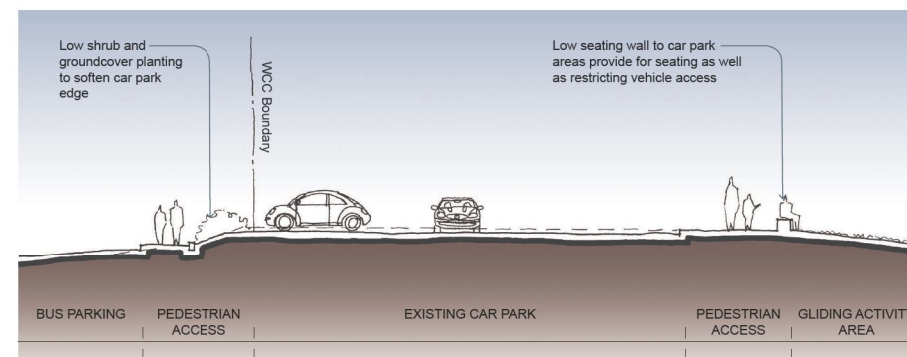 Low shrub and
groundcover planting
to soften car park
edge
WCC Boundary
Low seating wall to car park
areas provide for seating as well
as restricting vehicle access
BUS PARKING
PEDESTRIAN
ACCESS
EXISTING CAR PARK
PEDESTRIAN
ACCESS
GLIDING ACTIVIT
AREA